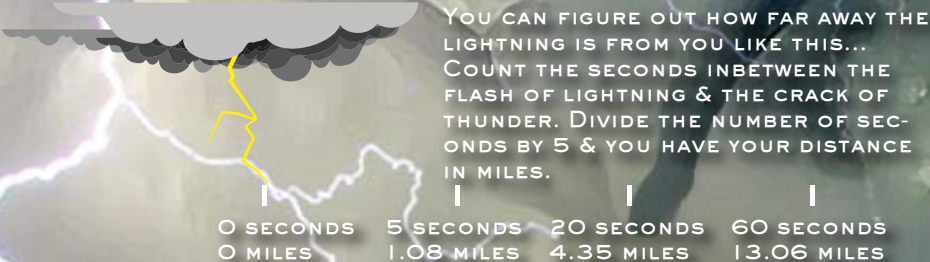 YOU CAN FIGURE OUT HOW FAR AWAY THE
LIGHTNING IS FROM YOU LIKE THIS...
COUNT THE SECONDS INBETWEEN THE
FLASH OF LIGHTNING & THE CRACK OF
THUNDER. DIVIDE THE NUMBER OF SEC-
ONDS BY 5 & YOU HAVE YOUR DISTANCE
IN MILES.
0 SECONDS 5 SECONDS 20 SECONDS 60 SECONDS
0 MILES 1.08 MILES 4.35 MILES 13.06 MILES